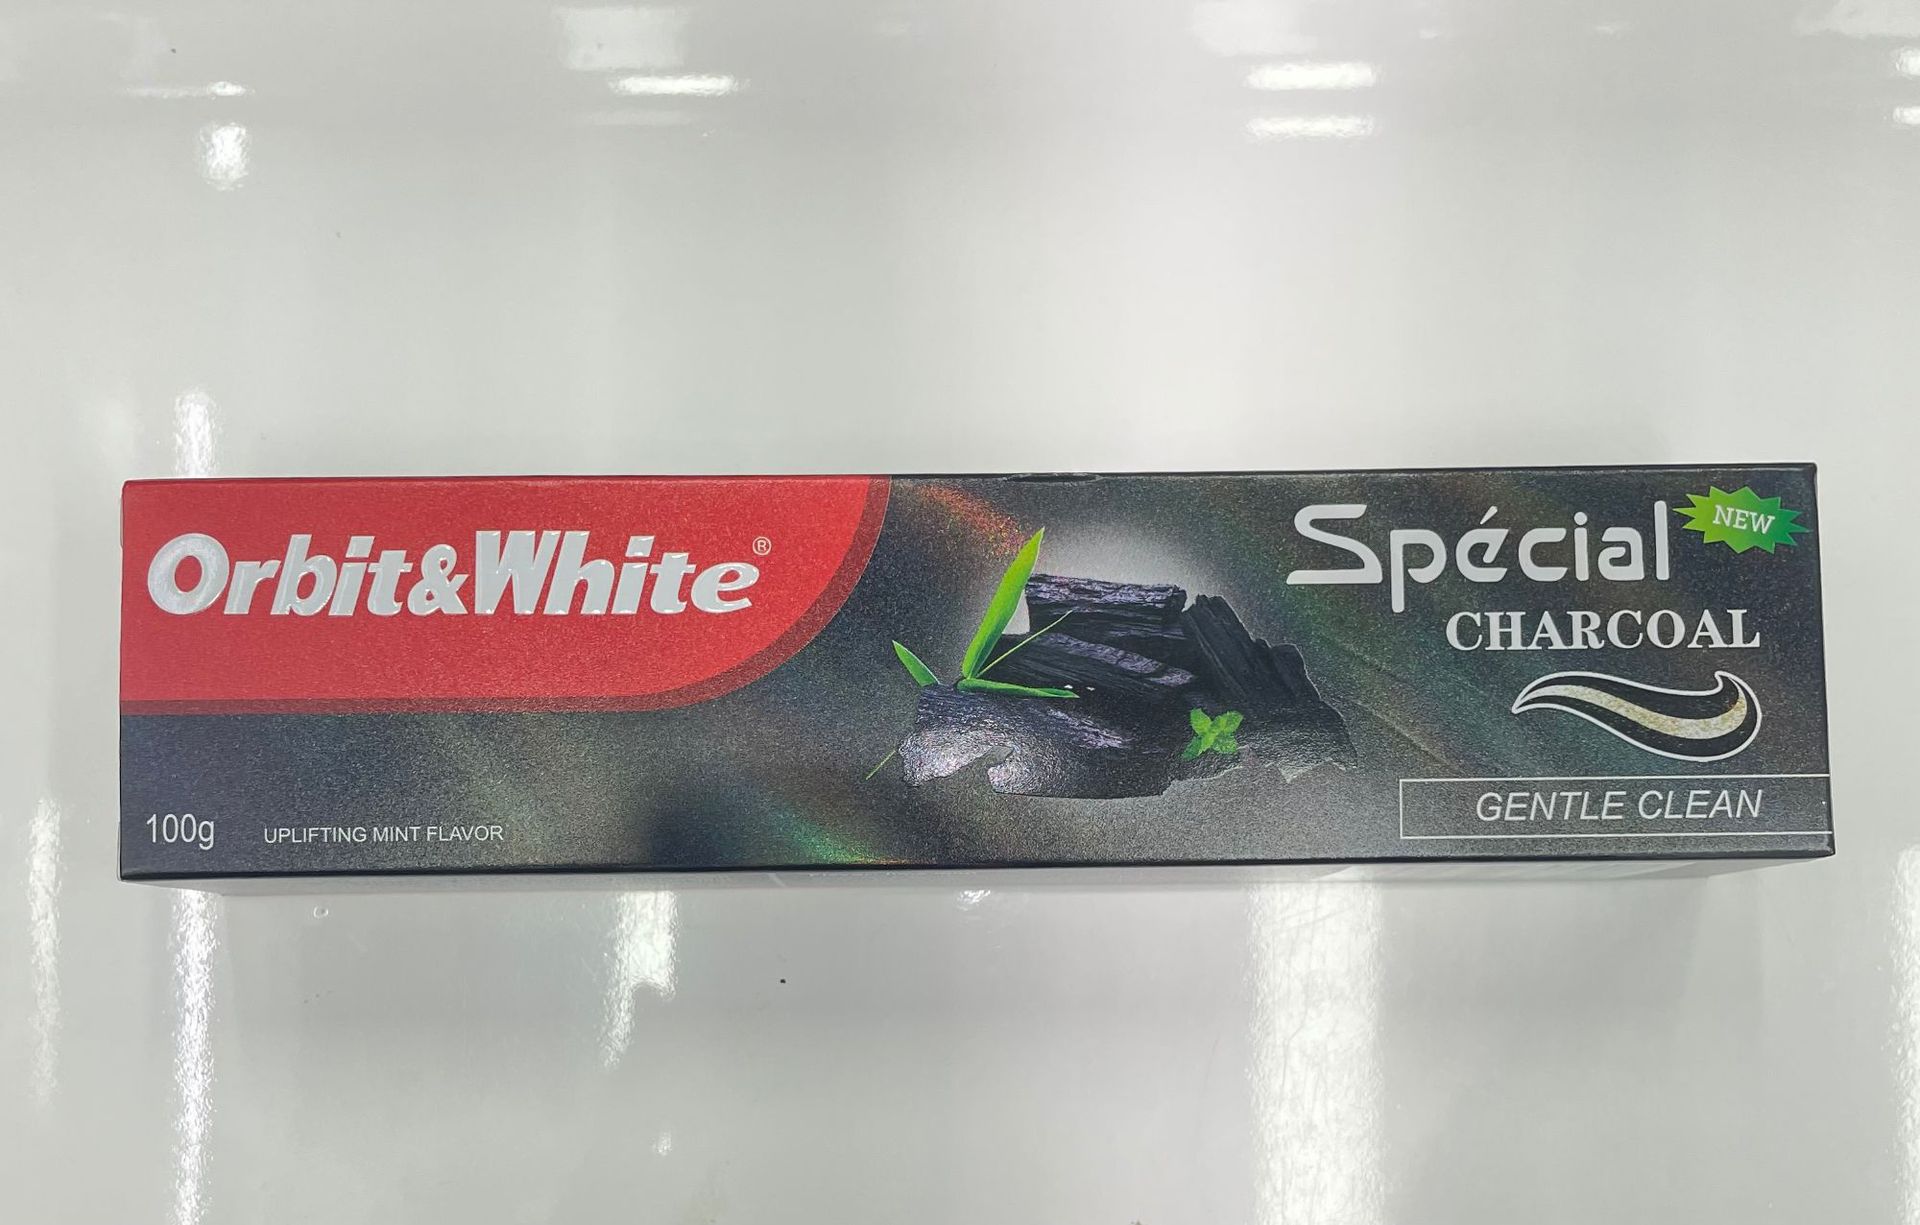 Orbit&White®
Spécial
NEW
CHARCOAL
GENTLE CLEAN
100g
UPLIFTING MINT FLAVOR